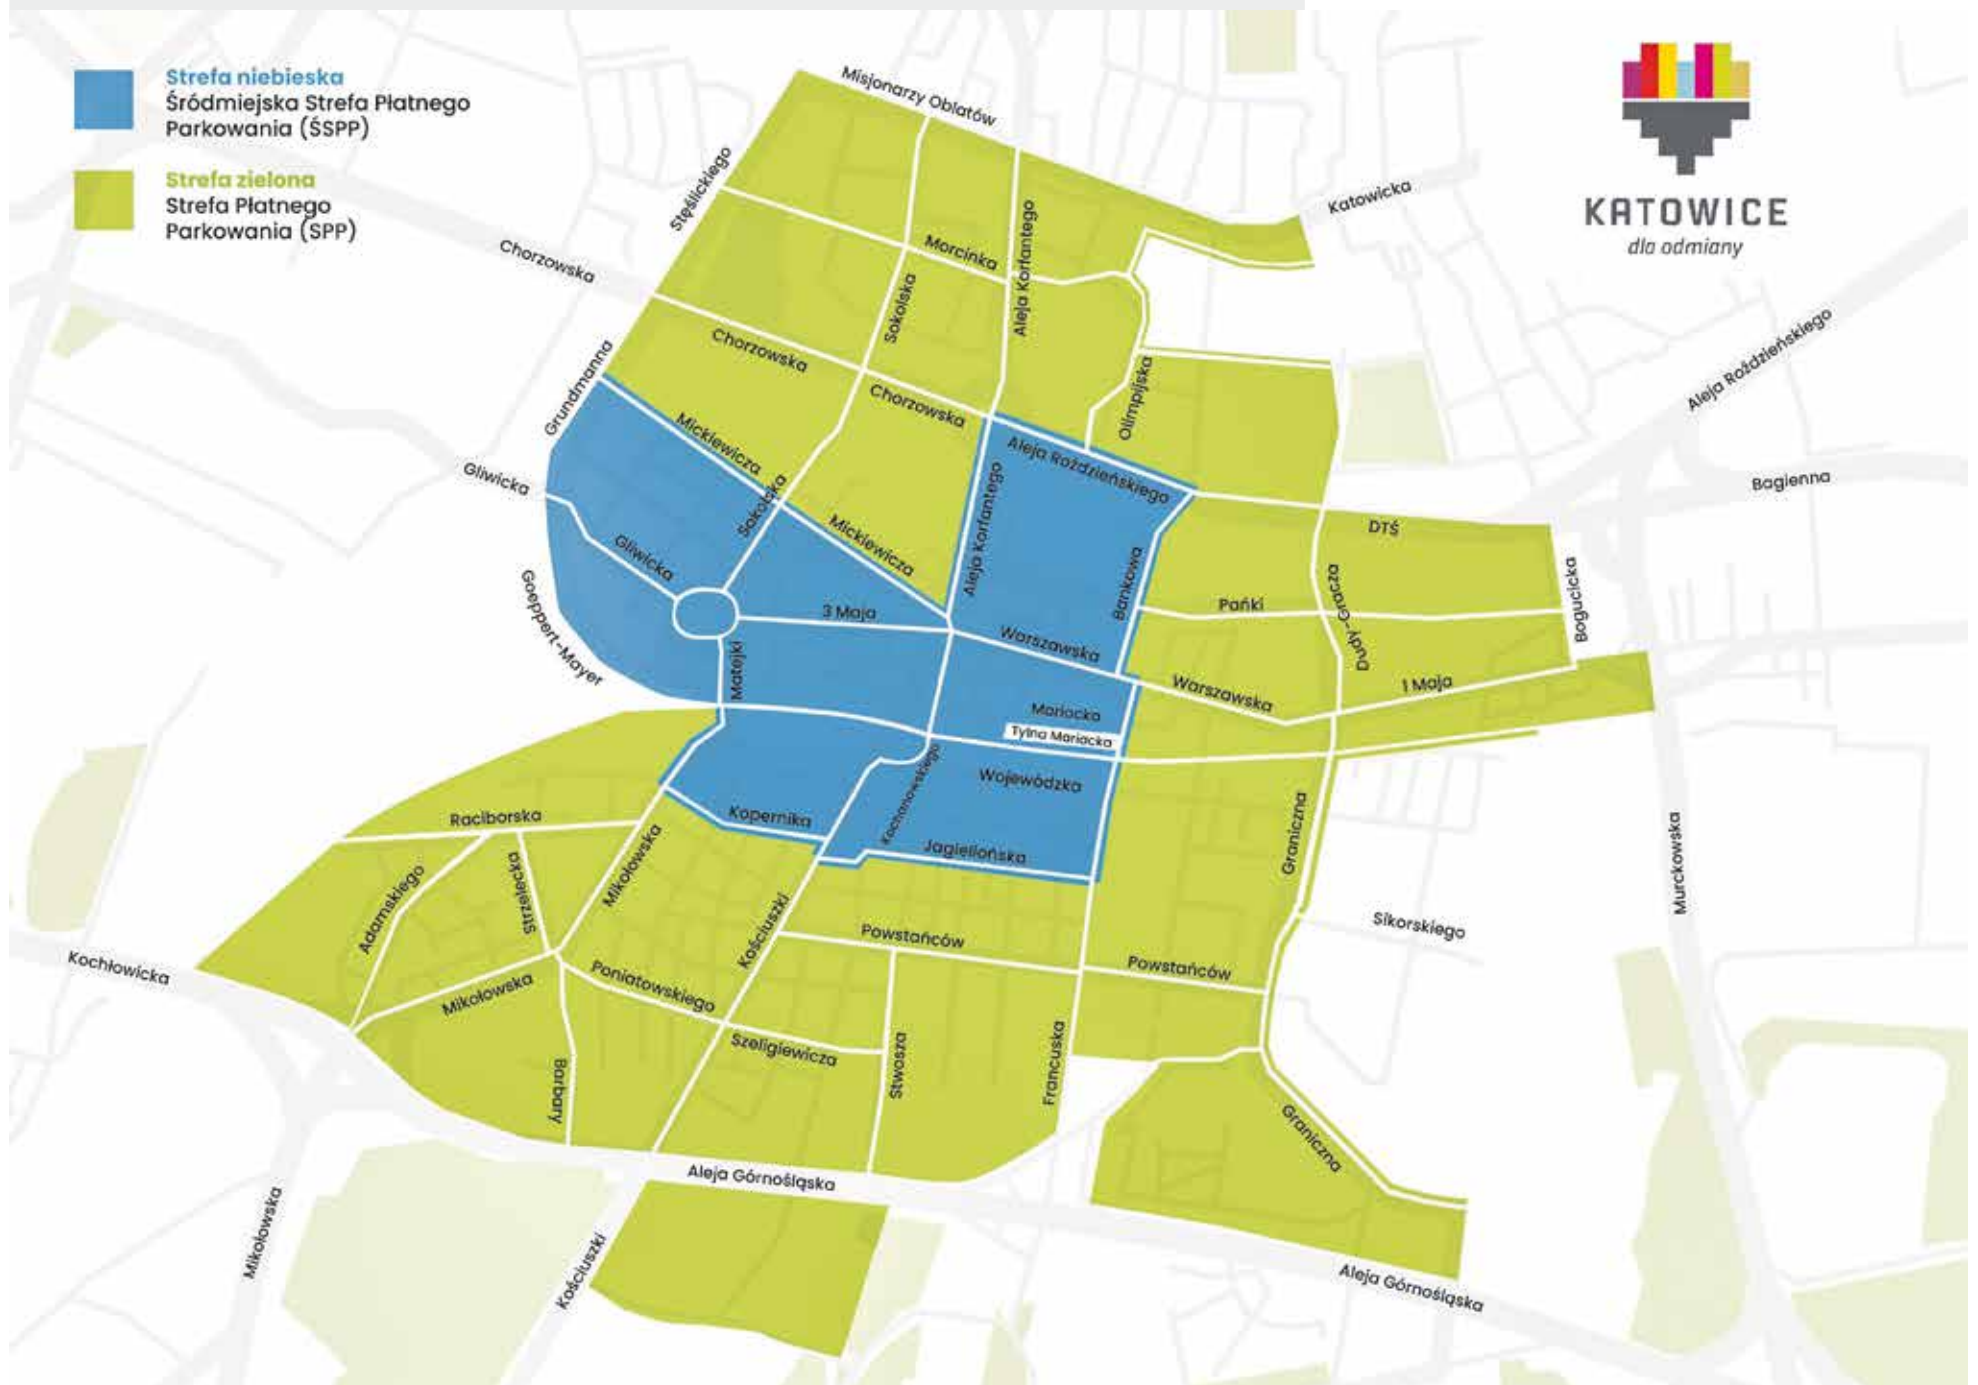 Strefa niebieska
Śródmiejska Strefa Płatnego
Parkowania (ŚSPP)
Strefa zielona
Strefa Płatnego
Parkowania (SPP)
KATOWICE
dla odmiany
Misjonarzy Oblatów
Stęślickiego
Katowicka
Chorzowska
Morcinka
Aleja Korfantego
Sokolska
Chorzowska
Chorzowska
Grundmanna
Olimpijska
Aleja Roździeńskiego
Mickiewicza
Aleja Roździeńskiego
Gliwicka
Bagienna
Sokolska
Aleja Korfantego
Mickiewicza
DTŚ
Gliwicka
Bankowa
Pańki
Dudy-Gracza
Bogucicka
3 Maja
Goeppert-Mayer
Warszawska
Matejki
Warszawska
1 Maja
Mariacka
Tylna Mariacka
Wojewódzka
Kochanowskiego
Kopernika
Raciborska
Jagiellońska
Graniczna
Murckowska
Mikołowska
Adamskiego
Strzelecka
Kościuszki
Powstańców
Sikorskiego
Kochłowicka
Mikołowska
Poniatowskiego
Powstańców
Szeligiewicza
Stwosza
Francuska
Barbary
Graniczna
Aleja Górnośląska
Mikołowska
Kościuszki
Aleja Górnośląska